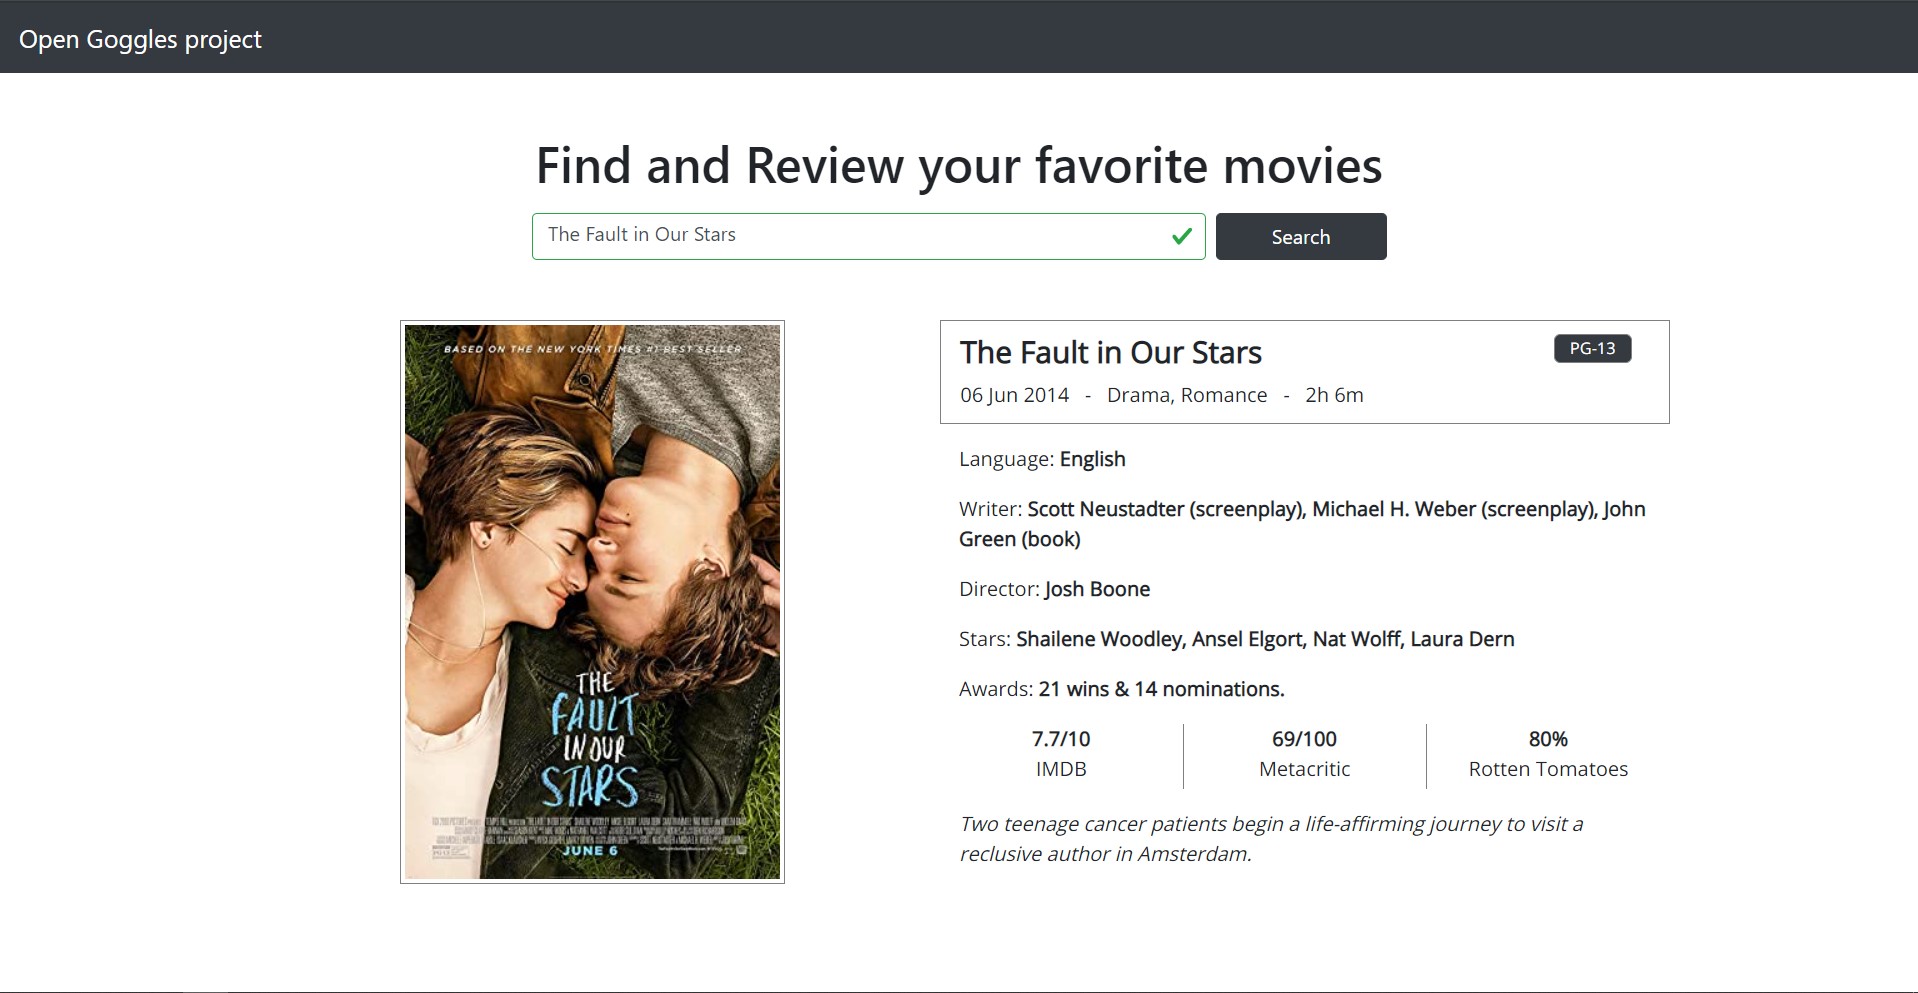 Open Goggles project
Find and Review your favorite movies
The Fault in Our Stars
Search
BASED ON THE NEW YORK TIMES #1 BEST SELLER
THE
FAULT
IN OUR
STARS
JUNE 6
The Fault in Our Stars
PG-13
06 Jun 2014 - Drama, Romance - 2h 6m
Language: English
Writer: Scott Neustadter (screenplay), Michael H. Weber (screenplay), John
Green (book)
Director: Josh Boone
Stars: Shailene Woodley, Ansel Elgort, Nat Wolff, Laura Dern
Awards: 21 wins & 14 nominations.
7.7/10 69/100 80%
IMDB Metacritic Rotten Tomatoes
Two teenage cancer patients begin a life-affirming journey to visit a
reclusive author in Amsterdam.